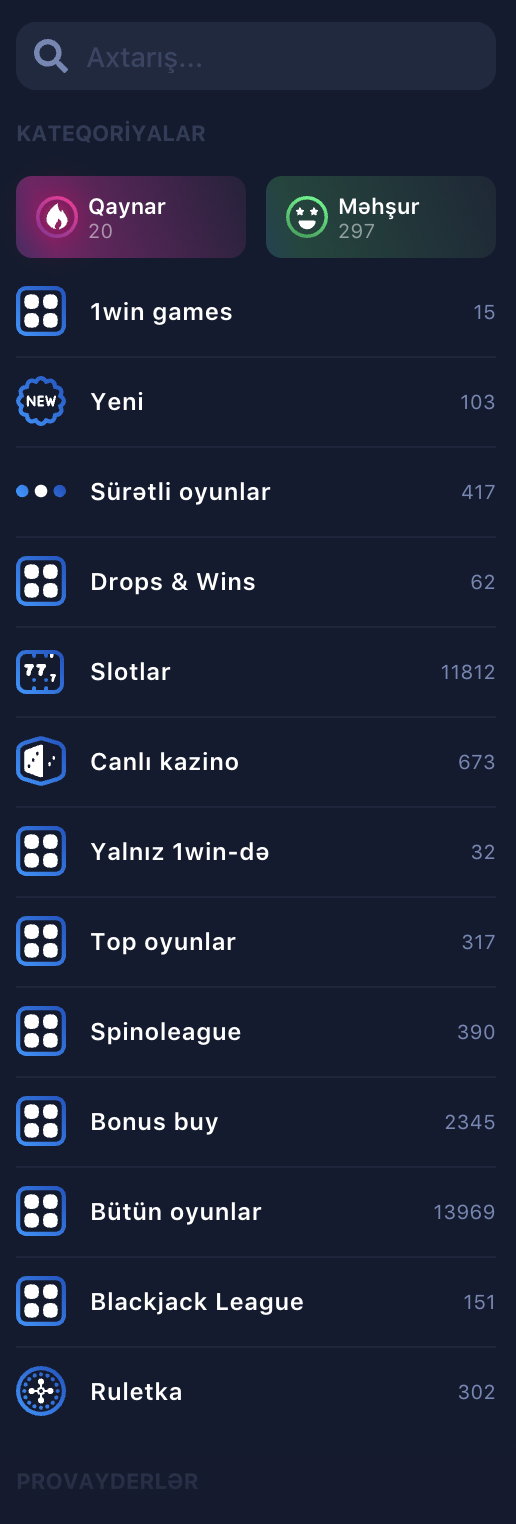 Axtarış...
KATEQORİYALAR
Qaynar
20
Məhşur
297
1win games 15
NEW Yeni 103
Sürətli oyunlar 417
Drops & Wins 62
77 7 Slotlar 11812
Canlı kazino 673
Yalnız 1win-də 32
Top oyunlar 317
Spinoleague 390
Bonus buy 2345
Bütün oyunlar 13969
Blackjack League 151
Ruletka 302
PROVAYDERLƏR